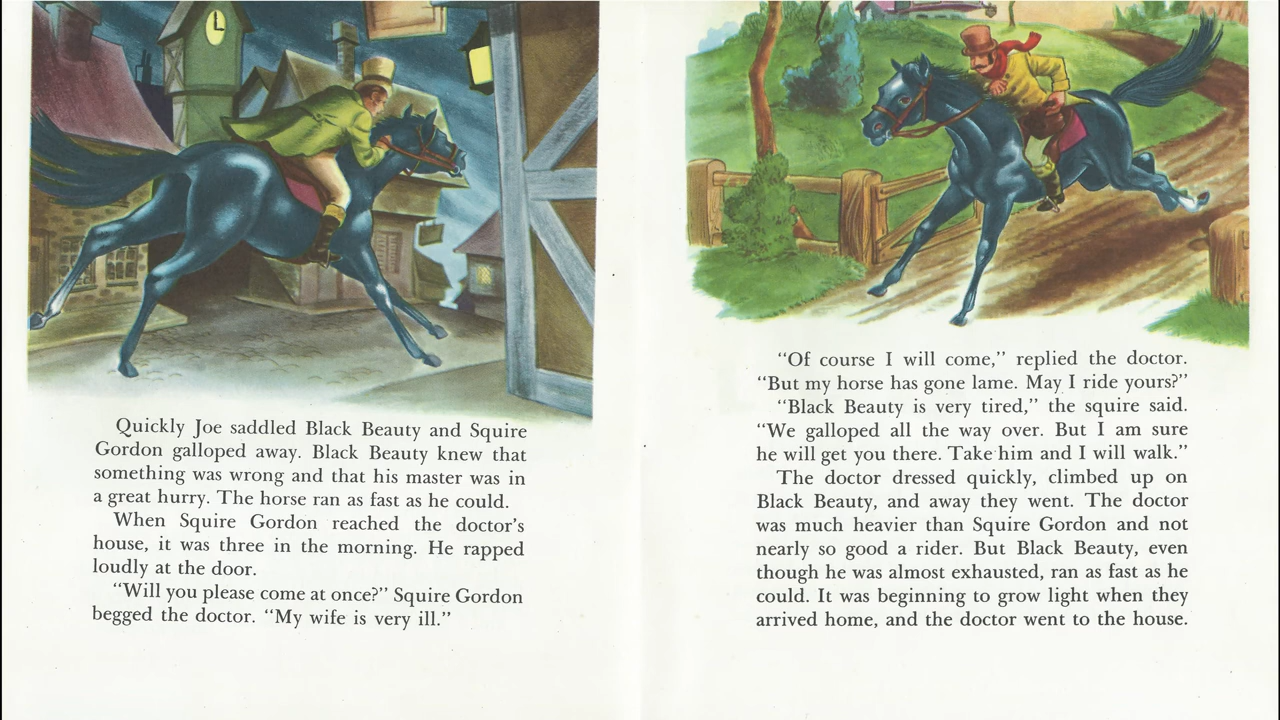 Quickly Joe saddled Black Beauty and Squire
Gordon galloped away. Black Beauty knew that
something was wrong and that his master was in
a great hurry. The horse ran as fast as he could.
When Squire Gordon reached the doctor's
house, it was three in the morning. He rapped
loudly at the door.
“Will you please come at once?” Squire Gordon
begged the doctor. “My wife is very ill.”
“Of course I will come,” replied the doctor.
“But my horse has gone lame. May I ride yours?”
“Black Beauty is very tired,” the squire said.
“We galloped all the way over. But I am sure
he will get you there. Take him and I will walk.”
The doctor dressed quickly, climbed up on
Black Beauty, and away they went. The doctor
was much heavier than Squire Gordon and not
nearly so good a rider. But Black Beauty, even
though he was almost exhausted, ran as fast as he
could. It was beginning to grow light when they
arrived home, and the doctor went to the house.